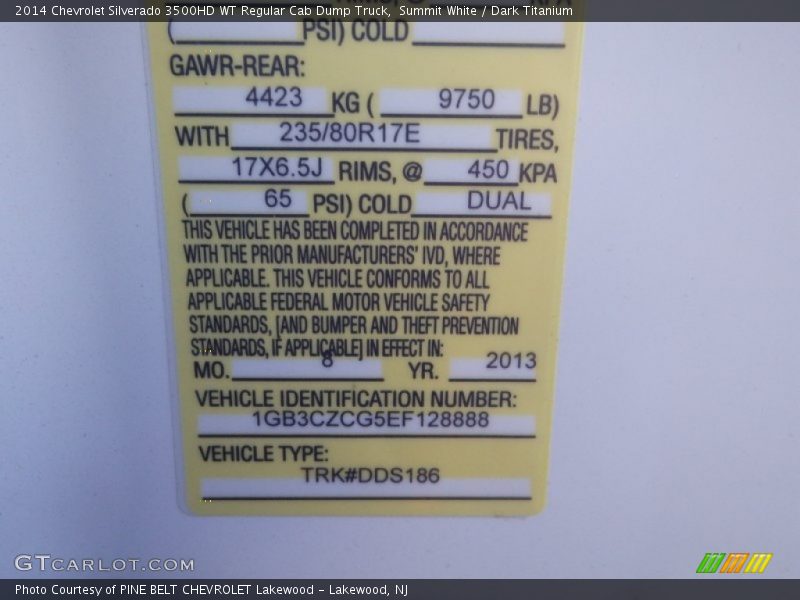 2014 Chevrolet Silverado 3500HD WT Regular Cab Dump Truck, Summit White / Dark Titanium
( PSI) COLD
GAWR-REAR:
4423 KG ( 9750 LB)
WITH 235/80R17E TIRES,
17X6.5J RIMS, @ 450 KPA
( 65 PSI) COLD DUAL
THIS VEHICLE HAS BEEN COMPLETED IN ACCORDANCE
WITH THE PRIOR MANUFACTURERS' IVD, WHERE
APPLICABLE. THIS VEHICLE CONFORMS TO ALL
APPLICABLE FEDERAL MOTOR VEHICLE SAFETY
STANDARDS, [AND BUMPER AND THEFT PREVENTION
STANDARDS, IF APPLICABLE] IN EFFECT IN:
MO. 8 YR. 2013
VEHICLE IDENTIFICATION NUMBER:
1GB3CZCG5EF128888
VEHICLE TYPE:
TRK#DDS186
GTCARLOT.COM
Photo Courtesy of PINE BELT CHEVROLET Lakewood - Lakewood, NJ